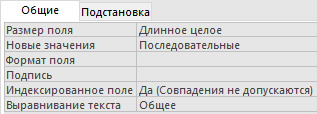 Общие Подстановка
Размер поля Длинное целое
Новые значения Последовательные
Формат поля
Подпись
Индексированное поле Да (Совпадения не допускаются)
Выравнивание текста Общее